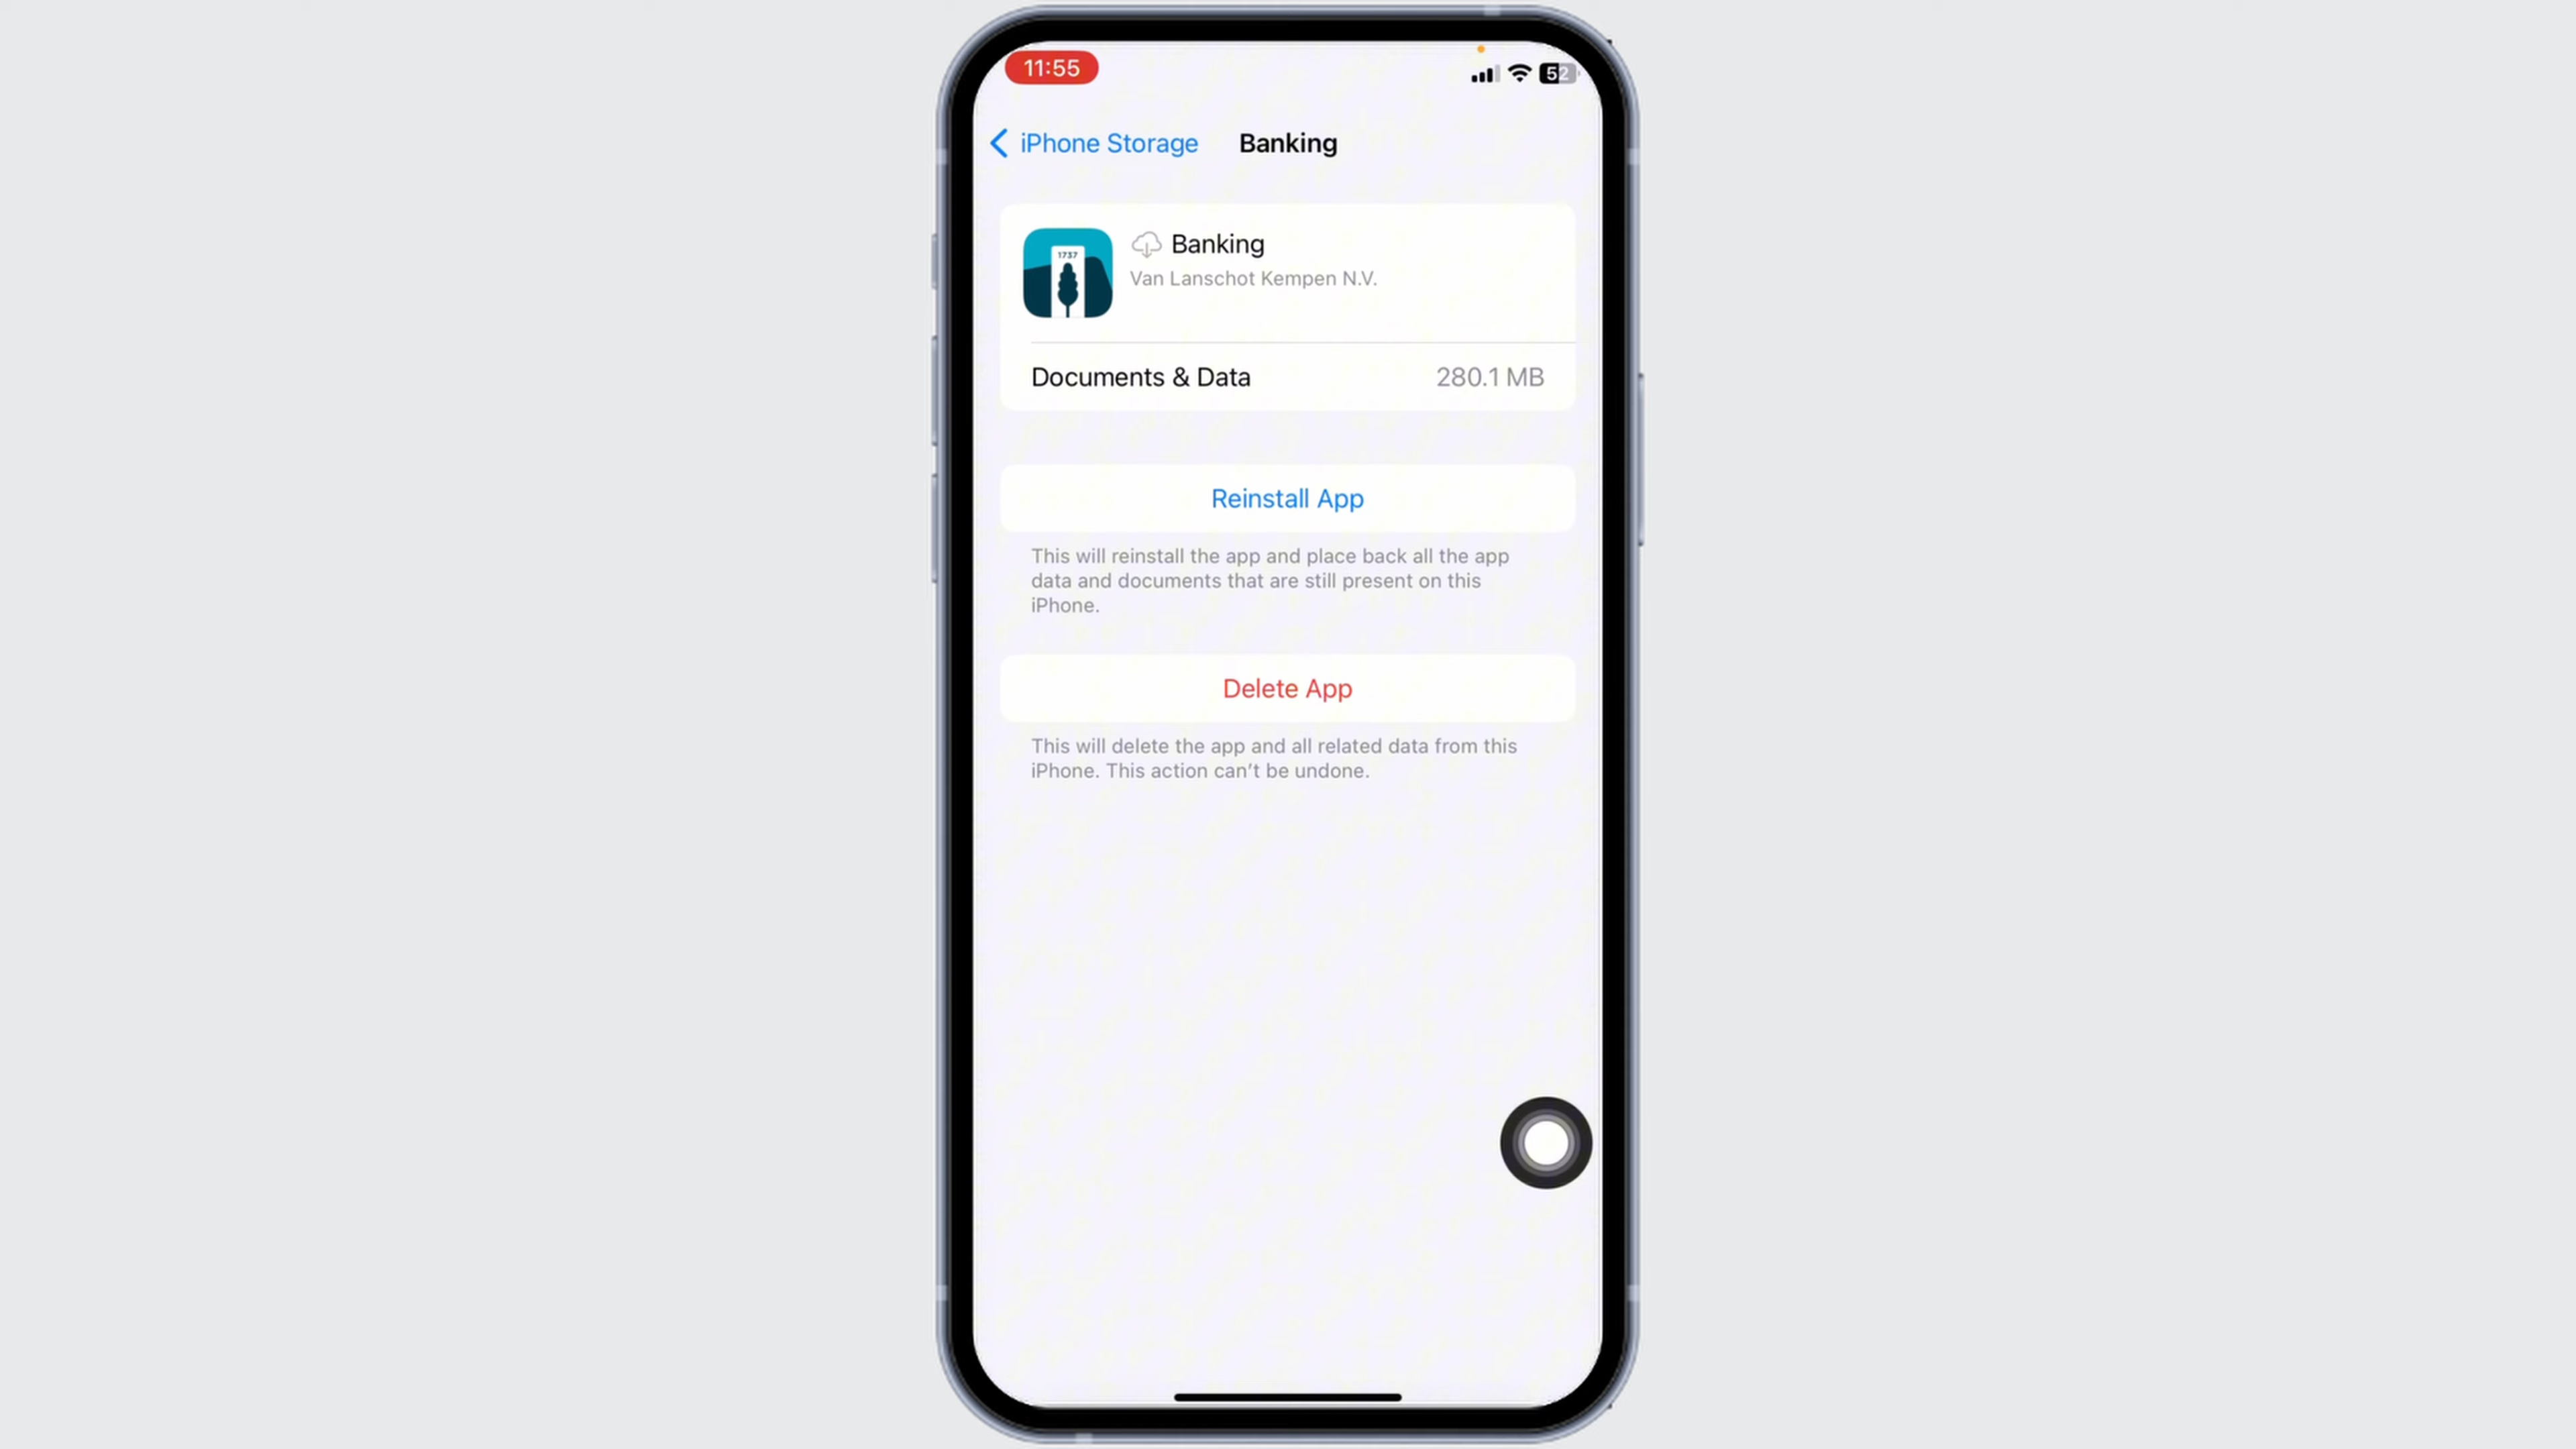 11:55
52
iPhone Storage
Banking
1737
Banking
Van Lanschot Kempen N.V.
Documents & Data
280.1 MB
Reinstall App
This will reinstall the app and place back all the app
data and documents that are still present on this
iPhone.
Delete App
This will delete the app and all related data from this
iPhone. This action can’t be undone.